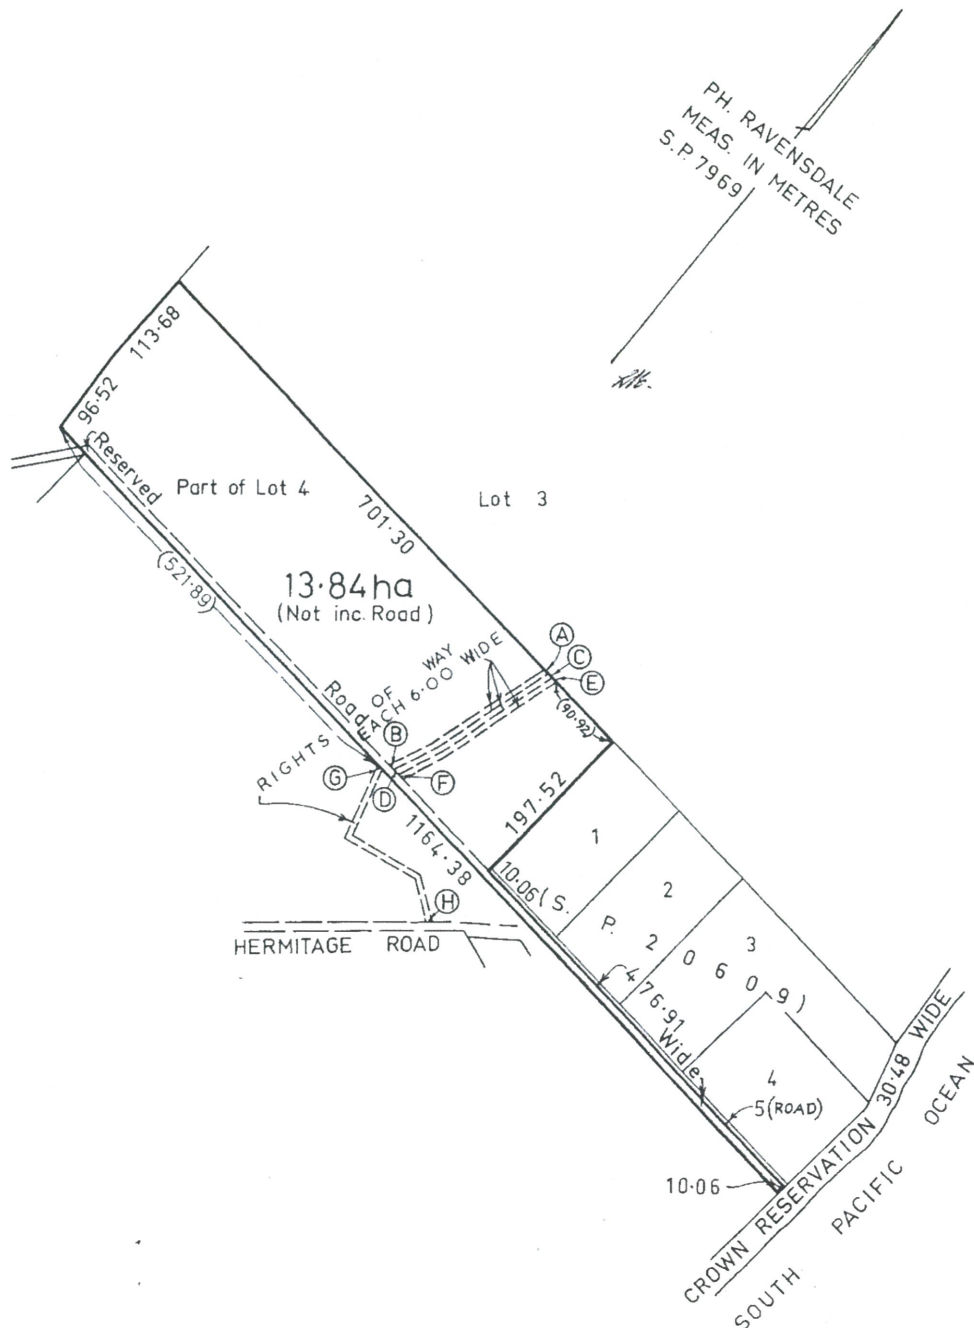 PH. RAVENSDALE
MEAS. IN METRES
S.P. 7969
113·68
96·52
Reserved
Part of Lot 4
701·30
Lot 3
(521·89)
13·84ha
(Not inc. Road)
A
C
E
(90·92)
RIGHTS OF WAY
EACH 6·00 WIDE
Road
B
G
D
F
197·52
1164·38
1
10·06 (S. P. 20609)
2
H
3
HERMITAGE ROAD
476·91
Wide
4
5(ROAD)
10·06
CROWN RESERVATION 30·48 WIDE
SOUTH PACIFIC OCEAN